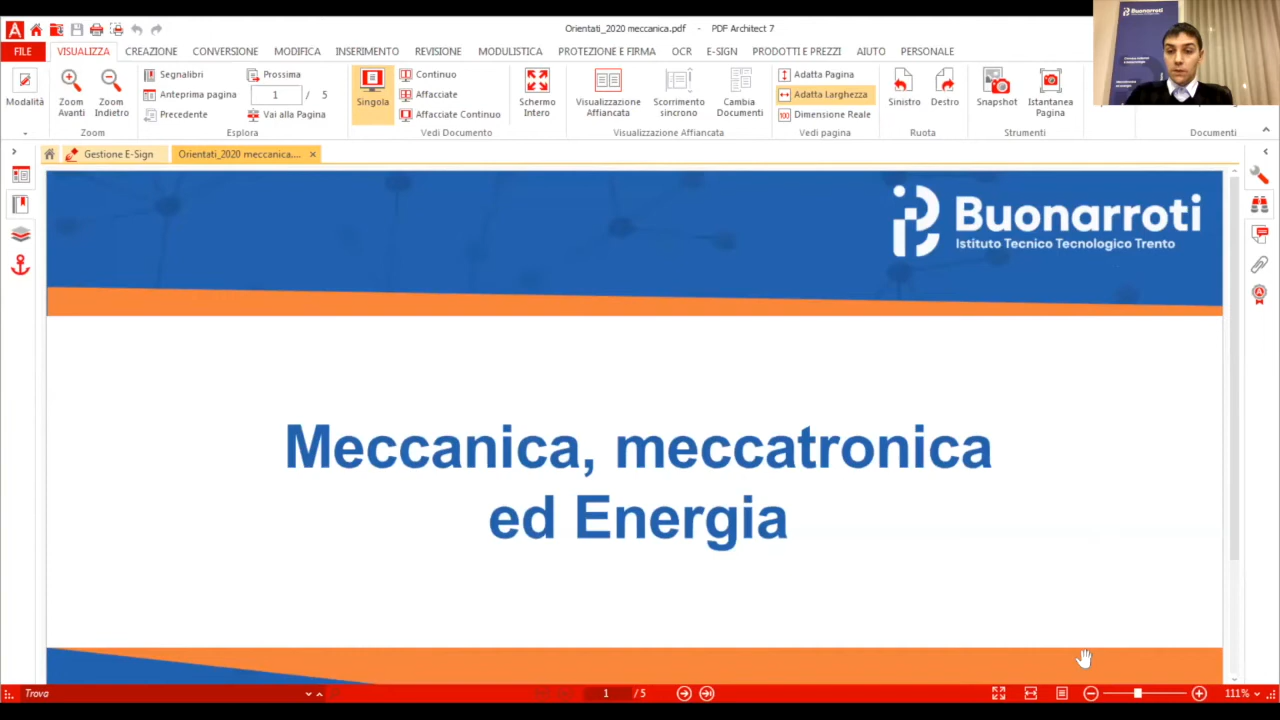 Orientati_2020 meccanica.pdf - PDF Architect 7
FILE VISUALIZZA CREAZIONE CONVERSIONE MODIFICA INSERIMENTO REVISIONE MODULISTICA PROTEZIONE E FIRMA OCR E-SIGN PRODOTTI E PREZZI AIUTO PERSONALE
Modalità
Zoom Avanti
Zoom Indietro
Zoom
Segnalibri
Anteprima pagina
Precedente
Prossima
1 / 5
Vai alla Pagina
Esplora
Singola
Continuo
Affacciate
Affacciate Continuo
Vedi Documento
Schermo Intero
Visualizzazione Affiancata
Scorrimento sincrono
Cambia Documenti
Visualizzazione Affiancata
Adatta Pagina
Adatta Larghezza
100 Dimensione Reale
Vedi pagina
Sinistro
Destro
Ruota
Snapshot
Istantanea Pagina
Strumenti
Documenti
Gestione E-Sign
Orientati_2020 meccanica....
Buonarroti
Buonarroti
Istituto Tecnico Tecnologico Trento
Meccanica, meccatronica
ed Energia
Trova
1 / 5
111%